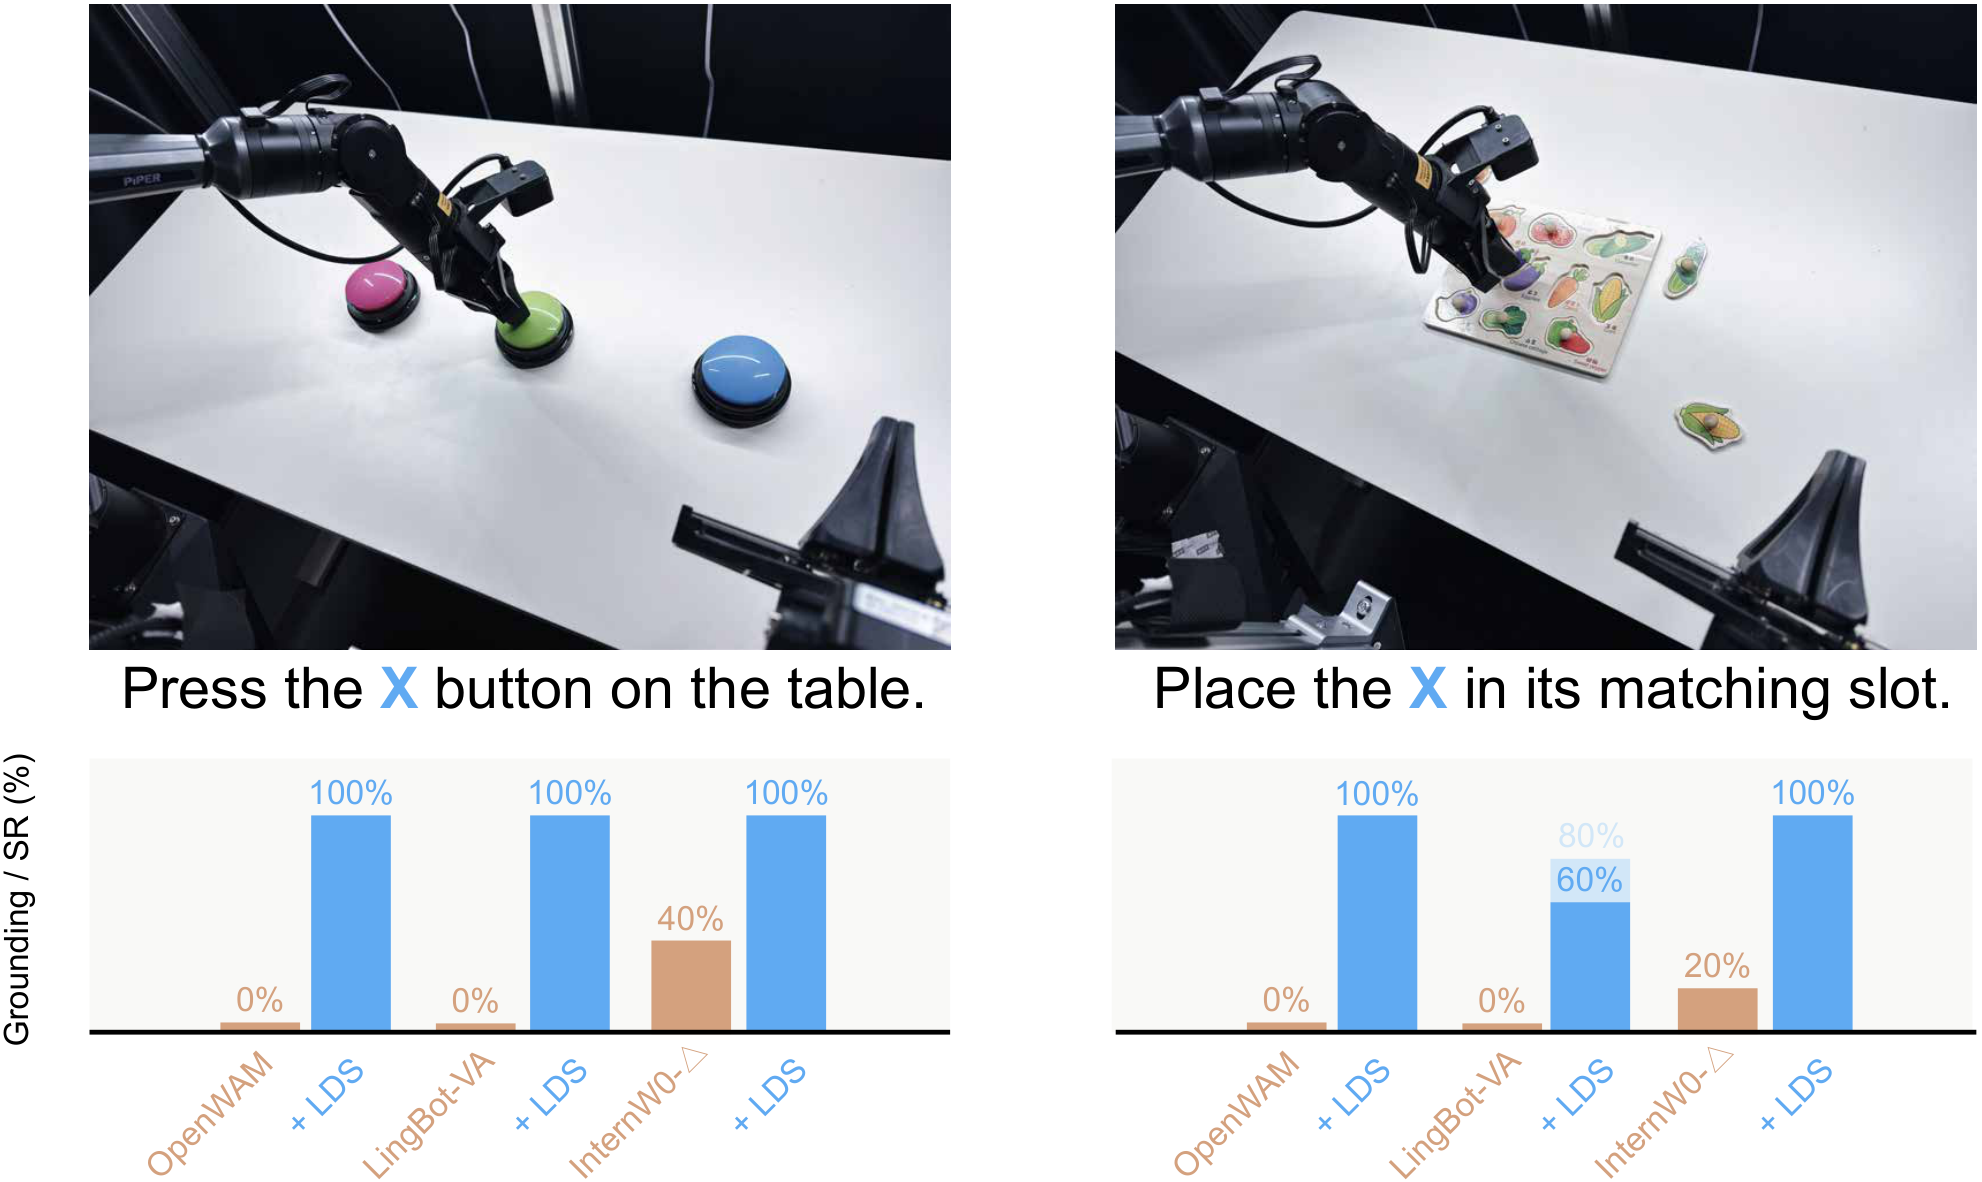 PiPER
Press the X button on the table.
Place the X in its matching slot.
Grounding / SR (%)
0%
100%
0%
100%
40%
100%
OpenWAM
+ LDS
LingBot-VA
+ LDS
InternW0-△
+ LDS
0%
100%
0%
80%
60%
20%
100%
OpenWAM
+ LDS
LingBot-VA
+ LDS
InternW0-△
+ LDS